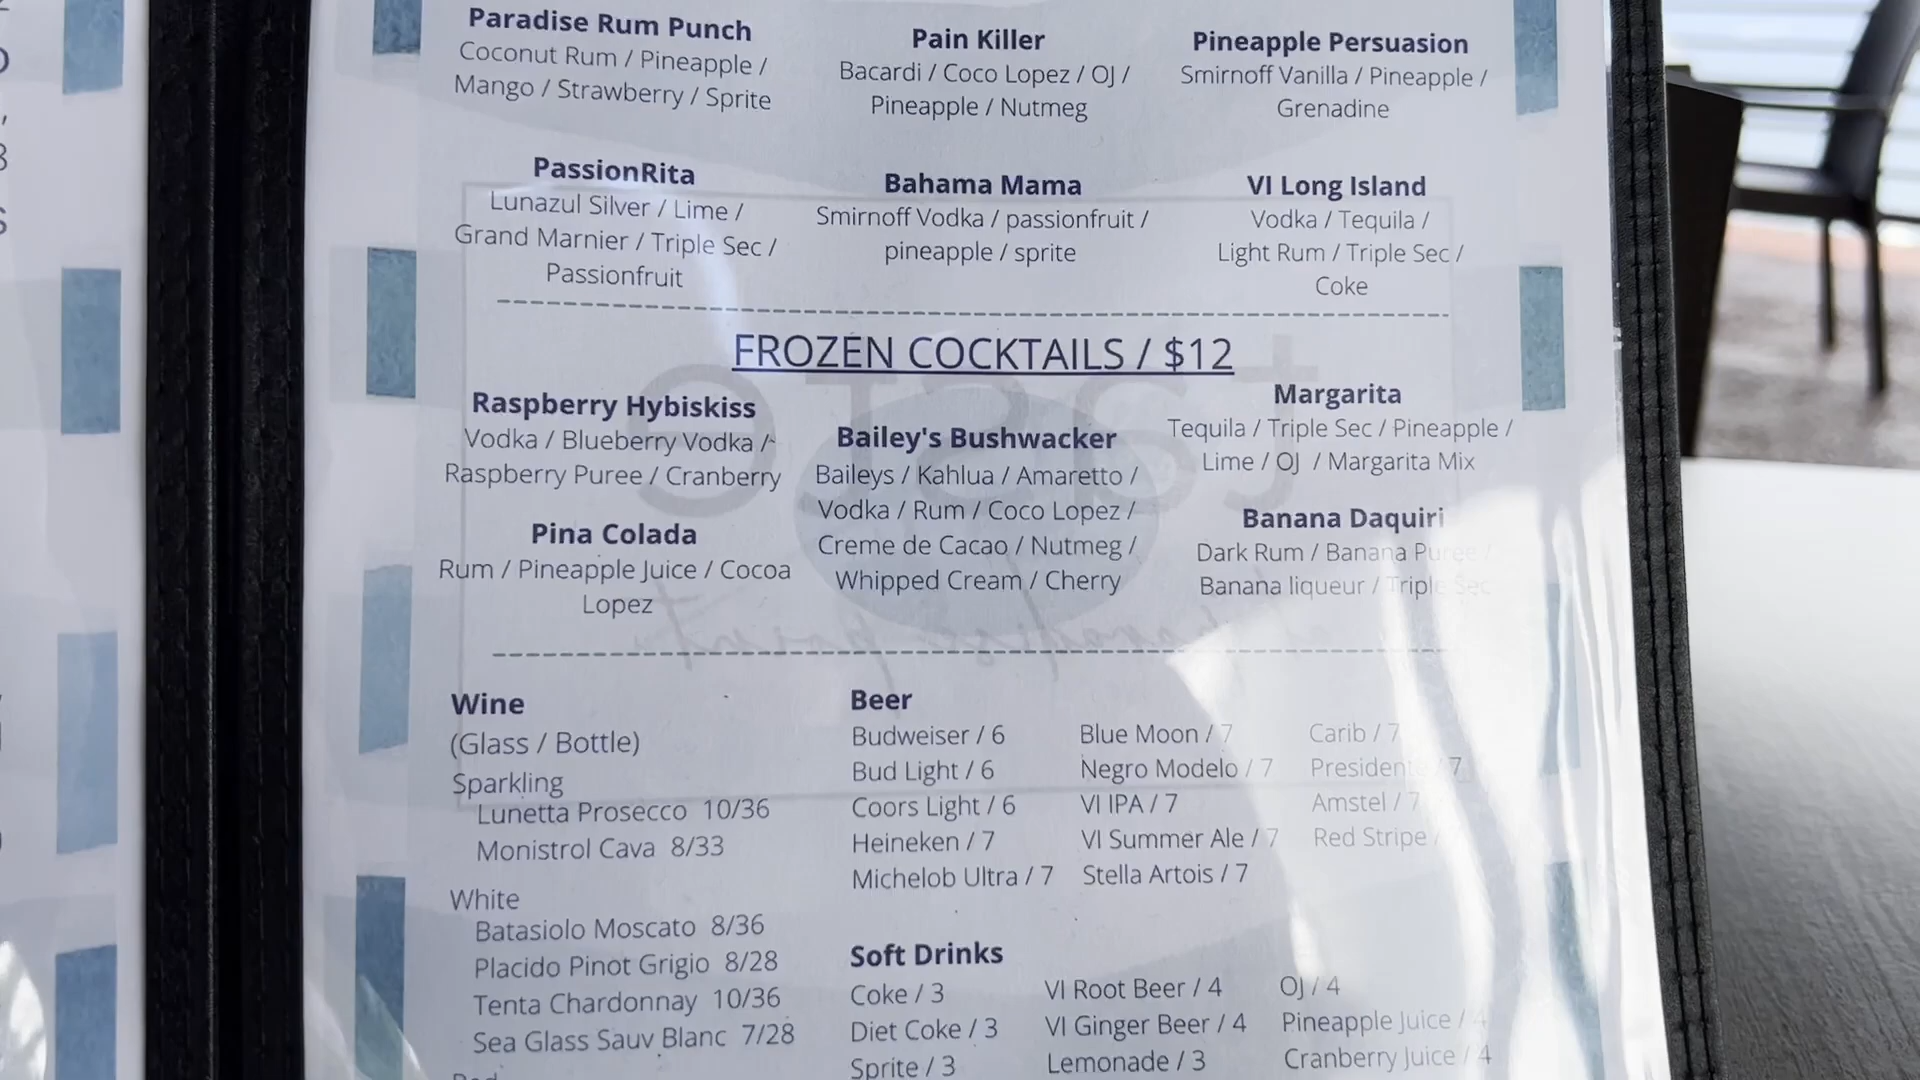 Paradise Rum Punch
Coconut Rum / Pineapple /
Mango / Strawberry / Sprite
Pain Killer
Bacardi / Coco Lopez / OJ /
Pineapple / Nutmeg
Pineapple Persuasion
Smirnoff Vanilla / Pineapple /
Grenadine
PassionRita
Lunazul Silver / Lime /
Grand Marnier / Triple Sec /
Passionfruit
Bahama Mama
Smirnoff Vodka / passionfruit /
pineapple / sprite
VI Long Island
Vodka / Tequila /
Light Rum / Triple Sec /
Coke
FROZEN COCKTAILS / $12
Raspberry Hybiskiss
Vodka / Blueberry Vodka /
Raspberry Puree / Cranberry
Pina Colada
Rum / Pineapple Juice / Cocoa
Lopez
Bailey's Bushwacker
Baileys / Kahlua / Amaretto /
Vodka / Rum / Coco Lopez /
Creme de Cacao / Nutmeg /
Whipped Cream / Cherry
Margarita
Tequila / Triple Sec / Pineapple /
Lime / OJ / Margarita Mix
Banana Daquiri
Dark Rum / Banana Puree /
Banana liqueur / Triple Sec
Wine
(Glass / Bottle)
Sparkling
Lunetta Prosecco 10/36
Monistrol Cava 8/33
White
Batasiolo Moscato 8/36
Placido Pinot Grigio 8/28
Tenta Chardonnay 10/36
Sea Glass Sauv Blanc 7/28
Beer
Budweiser / 6
Bud Light / 6
Coors Light / 6
Heineken / 7
Michelob Ultra / 7
Blue Moon / 7
Negro Modelo / 7
VI IPA / 7
VI Summer Ale / 7
Stella Artois / 7
Carib / 7
Presidente / 7
Amstel / 7
Red Stripe /
Soft Drinks
Coke / 3
Diet Coke / 3
Sprite / 3
VI Root Beer / 4
VI Ginger Beer / 4
Lemonade / 3
OJ / 4
Pineapple Juice / 4
Cranberry Juice / 4